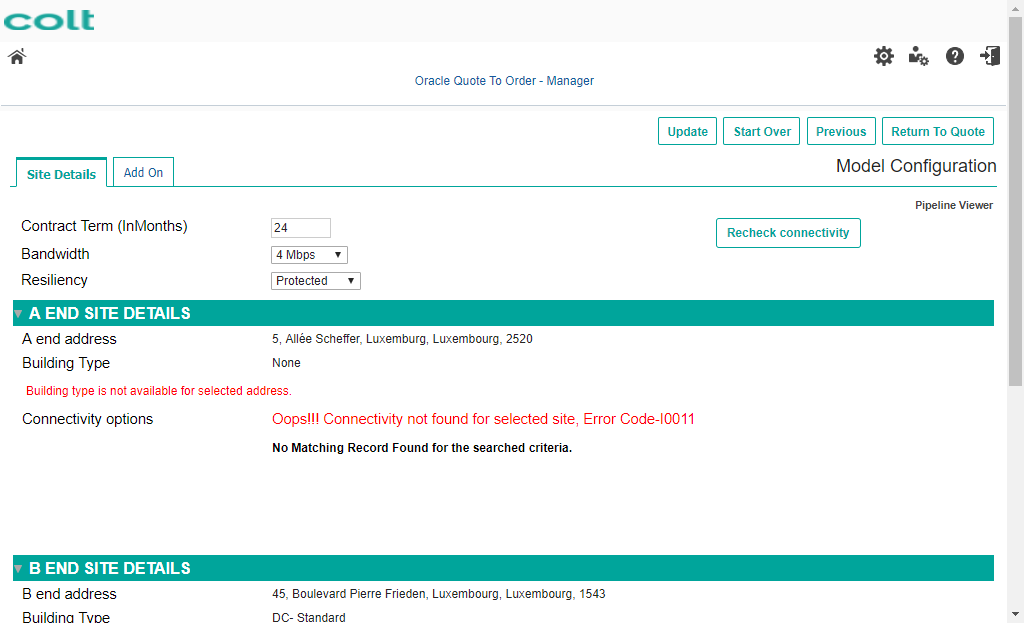 colt
Oracle Quote To Order - Manager
Update Start Over Previous Return To Quote
Site Details Add On Model Configuration
Pipeline Viewer
Contract Term (InMonths) 24 Recheck connectivity
Bandwidth 4 Mbps
Resiliency Protected
A END SITE DETAILS
A end address 5, Allée Scheffer, Luxemburg, Luxembourg, 2520
Building Type None
Building type is not available for selected address.
Connectivity options Oops!!! Connectivity not found for selected site, Error Code-I0011
No Matching Record Found for the searched criteria.
B END SITE DETAILS
B end address 45, Boulevard Pierre Frieden, Luxembourg, Luxembourg, 1543
Building Type DC- Standard